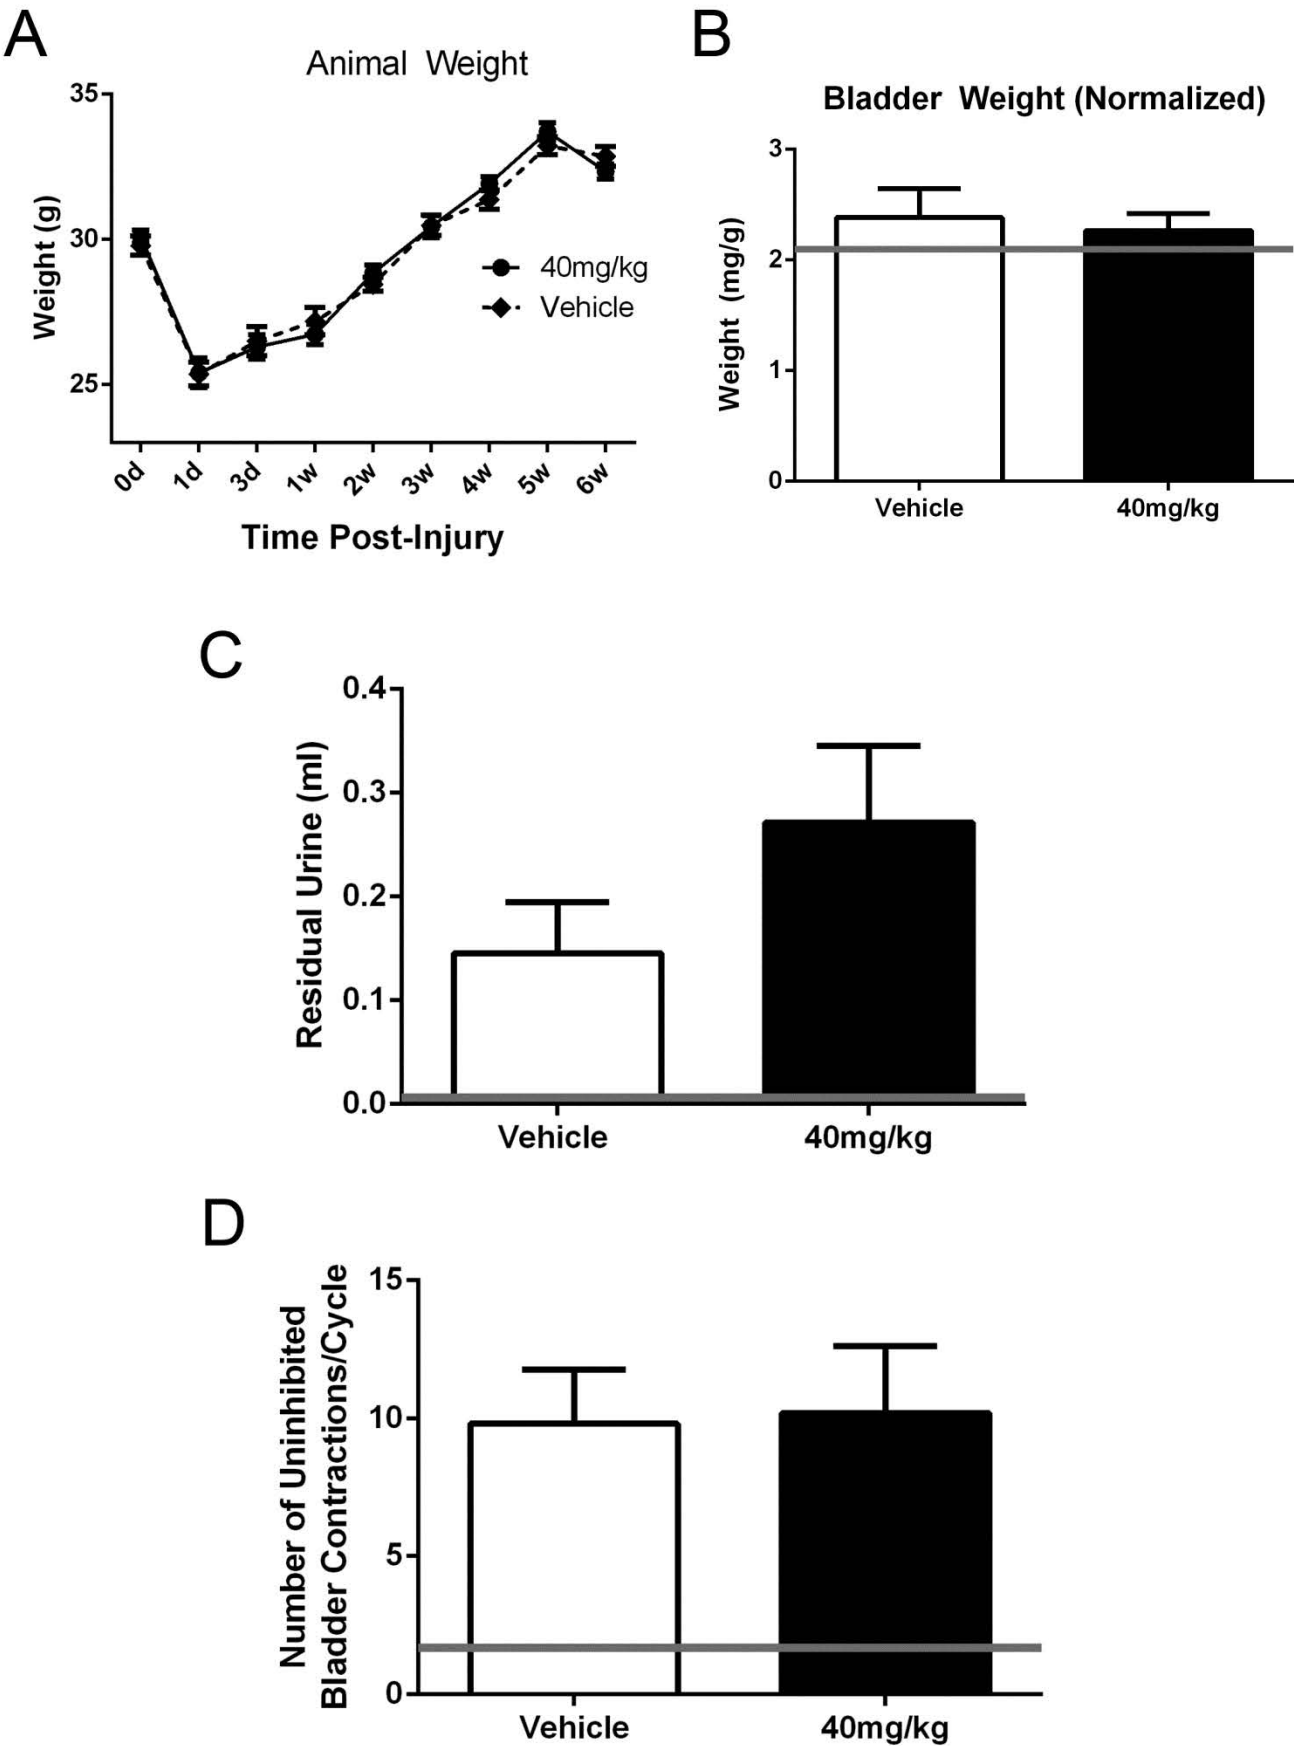 A
Animal Weight
Weight (g)
35
30
25
40mg/kg
Vehicle
0d 1d 3d 1w 2w 3w 4w 5w 6w
Time Post-Injury
B
Bladder Weight (Normalized)
Weight (mg/g)
3
2
1
0
Vehicle 40mg/kg
C
Residual Urine (ml)
0.4
0.3
0.2
0.1
0.0
Vehicle 40mg/kg
D
Number of Uninhibited
Bladder Contractions/Cycle
15
10
5
0
Vehicle 40mg/kg